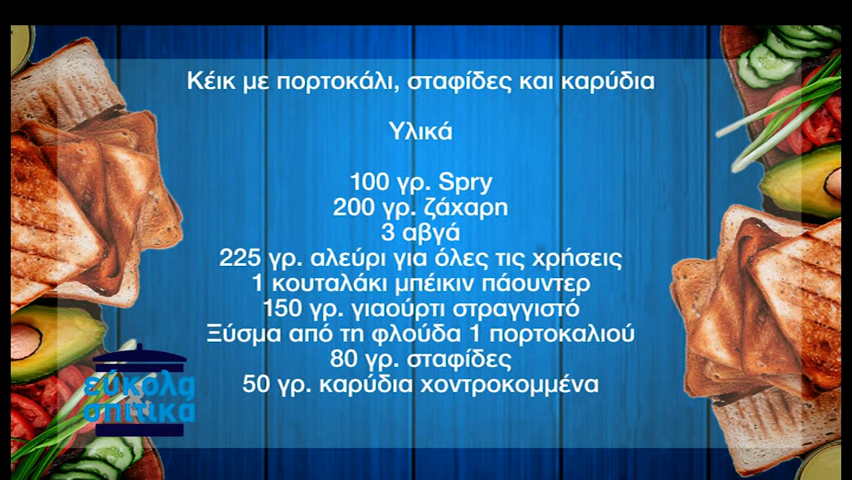 Κέικ με πορτοκάλι, σταφίδες και καρύδια
Υλικά
100 γρ. Spry
200 γρ. ζάχαρη
3 αβγά
225 γρ. αλεύρι για όλες τις χρήσεις
1 κουταλάκι μπέικιν πάουντερ
150 γρ. γιαούρτι στραγγιστό
Ξύσμα από τη φλούδα 1 πορτοκαλιού
80 γρ. σταφίδες
50 γρ. καρύδια χοντροκομμένα
εύκολα
σπιτικά